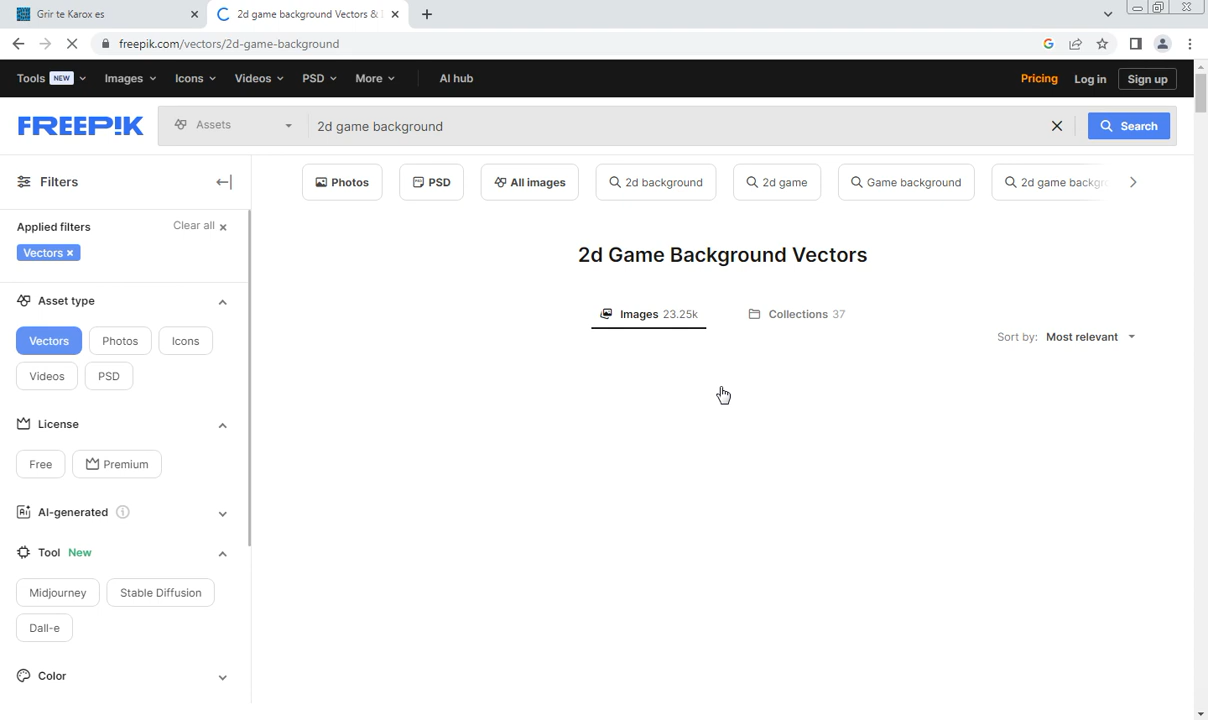 Grir te Karox es
2d game background Vectors &
freepik.com/vectors/2d-game-background
Tools NEW Images Icons Videos PSD More AI hub Pricing Log in Sign up
FREEPIK Assets 2d game background Search
Filters
Photos PSD All images 2d background 2d game Game background 2d game backgr
Applied filters Clear all
Vectors
2d Game Background Vectors
Asset type
Images 23.25k Collections 37
Sort by: Most relevant
Vectors Photos Icons
Videos PSD
License
Free Premium
AI-generated
Tool New
Midjourney Stable Diffusion
Dall-e
Color